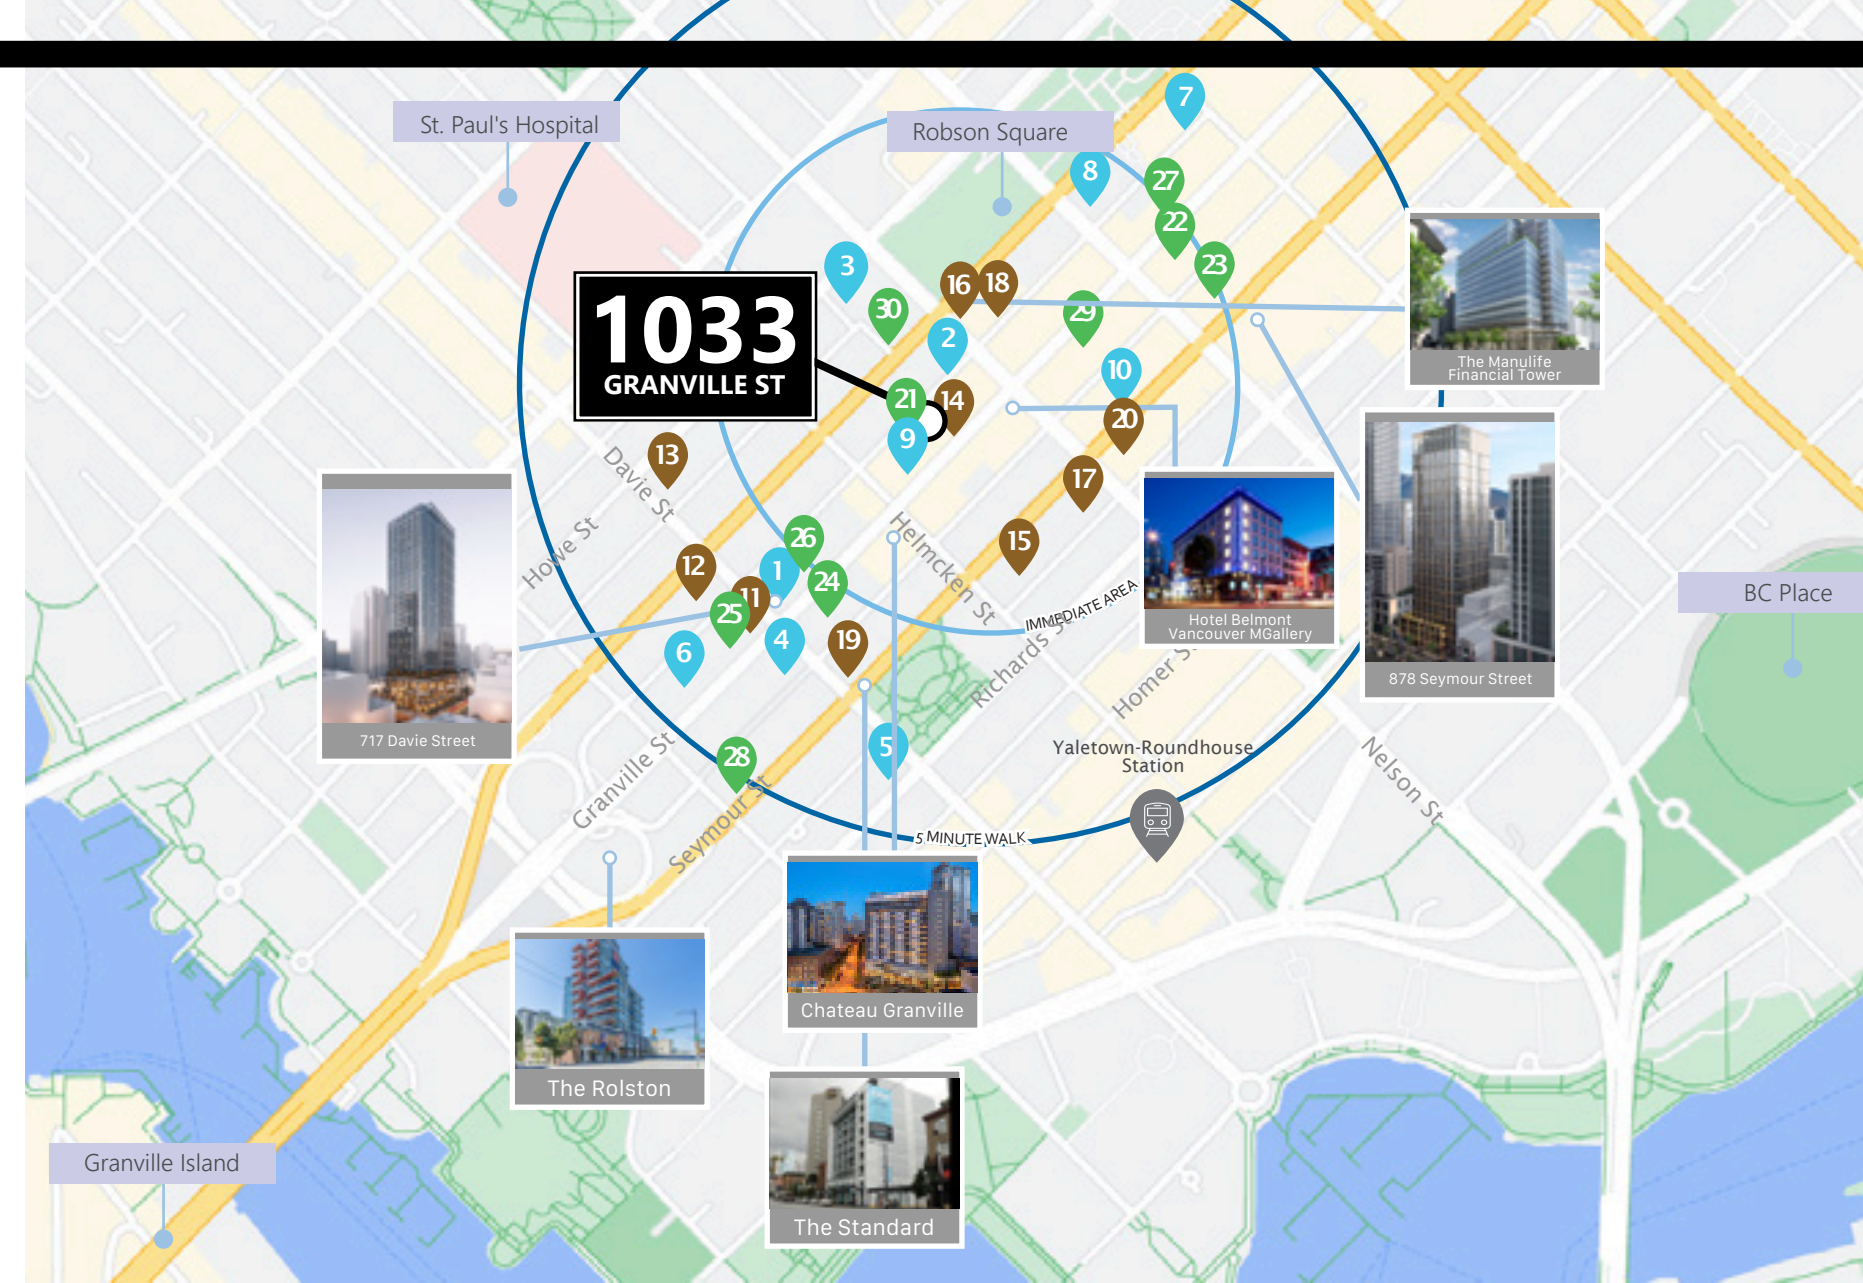 7
St. Paul's Hospital
Robson Square
8
27
22
23
3
16
18
30
29
2
1033
GRANVILLE ST
The Manulife
Financial Tower
10
21
14
20
9
13
Davie St
17
Howe St
26
Helmcken St
15
12
1
24
11
25
IMMEDIATE AREA
BC Place
Hotel Belmont
Vancouver MGallery
4
19
6
Richards St
Homer St
878 Seymour Street
717 Davie Street
5
28
Granville St
Seymour St
Yaletown-Roundhouse
Station
Nelson St
5 MINUTE WALK
Chateau Granville
The Rolston
Granville Island
The Standard